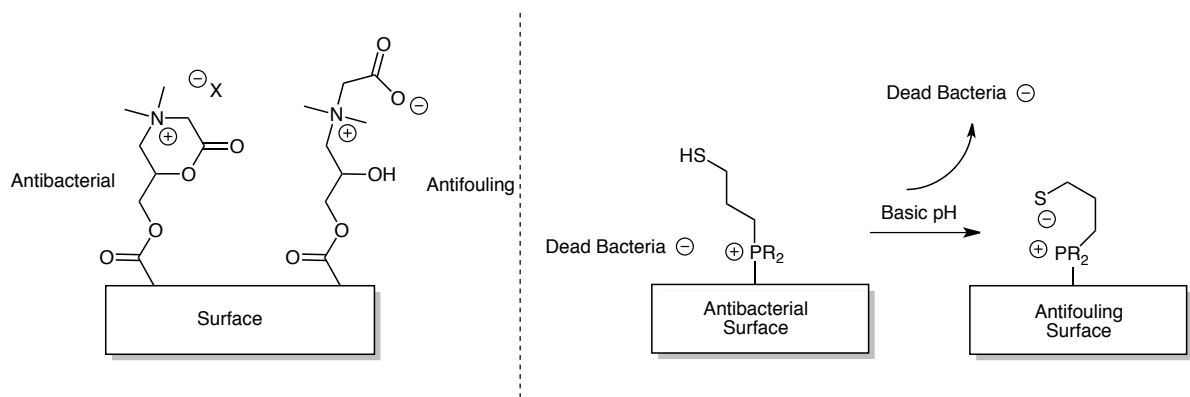 ⊖ X
O
O ⊖
N
⊕
N
⊕
O
O
OH
Antibacterial
Antifouling
O
O
O
O
Surface
Dead Bacteria ⊖
HS
Basic pH
S
⊖
Dead Bacteria ⊖
⊕ PR₂
⊕ PR₂
Antibacterial
Surface
Antifouling
Surface